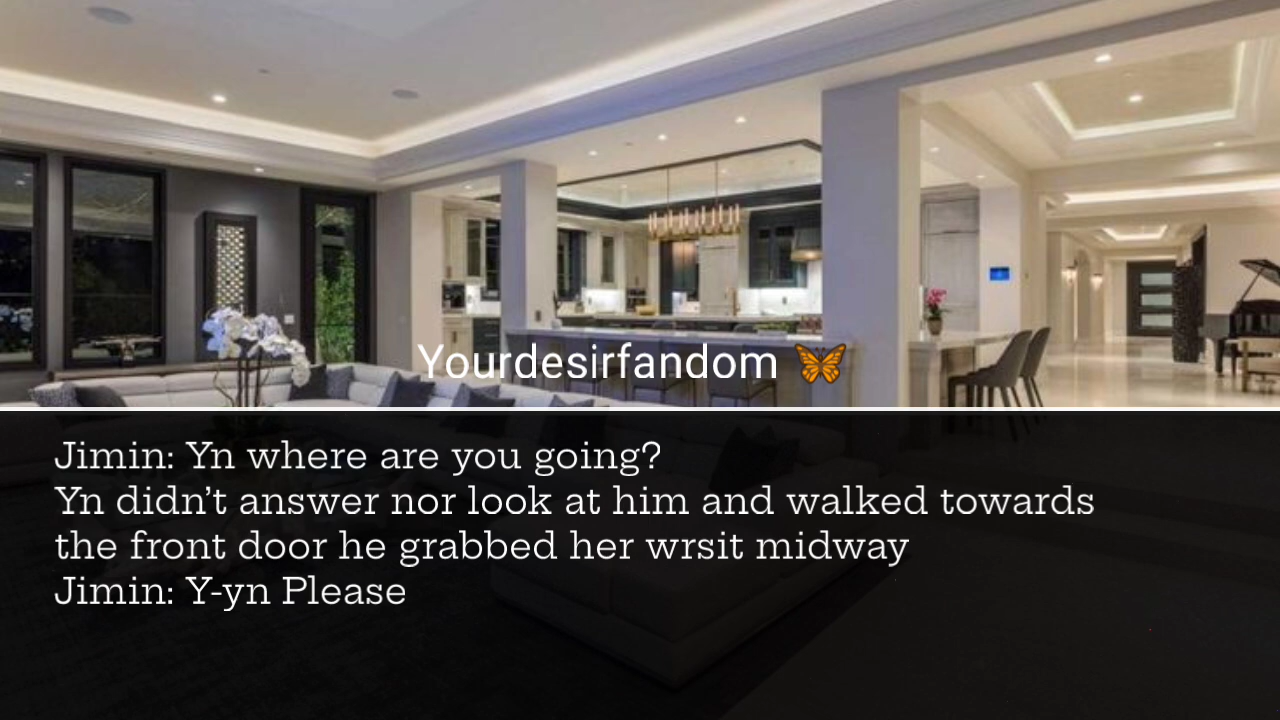 Yourdesirfandom 🦋
Jimin: Yn where are you going?
Yn didn't answer nor look at him and walked towards
the front door he grabbed her wrsit midway
Jimin: Y-yn Please